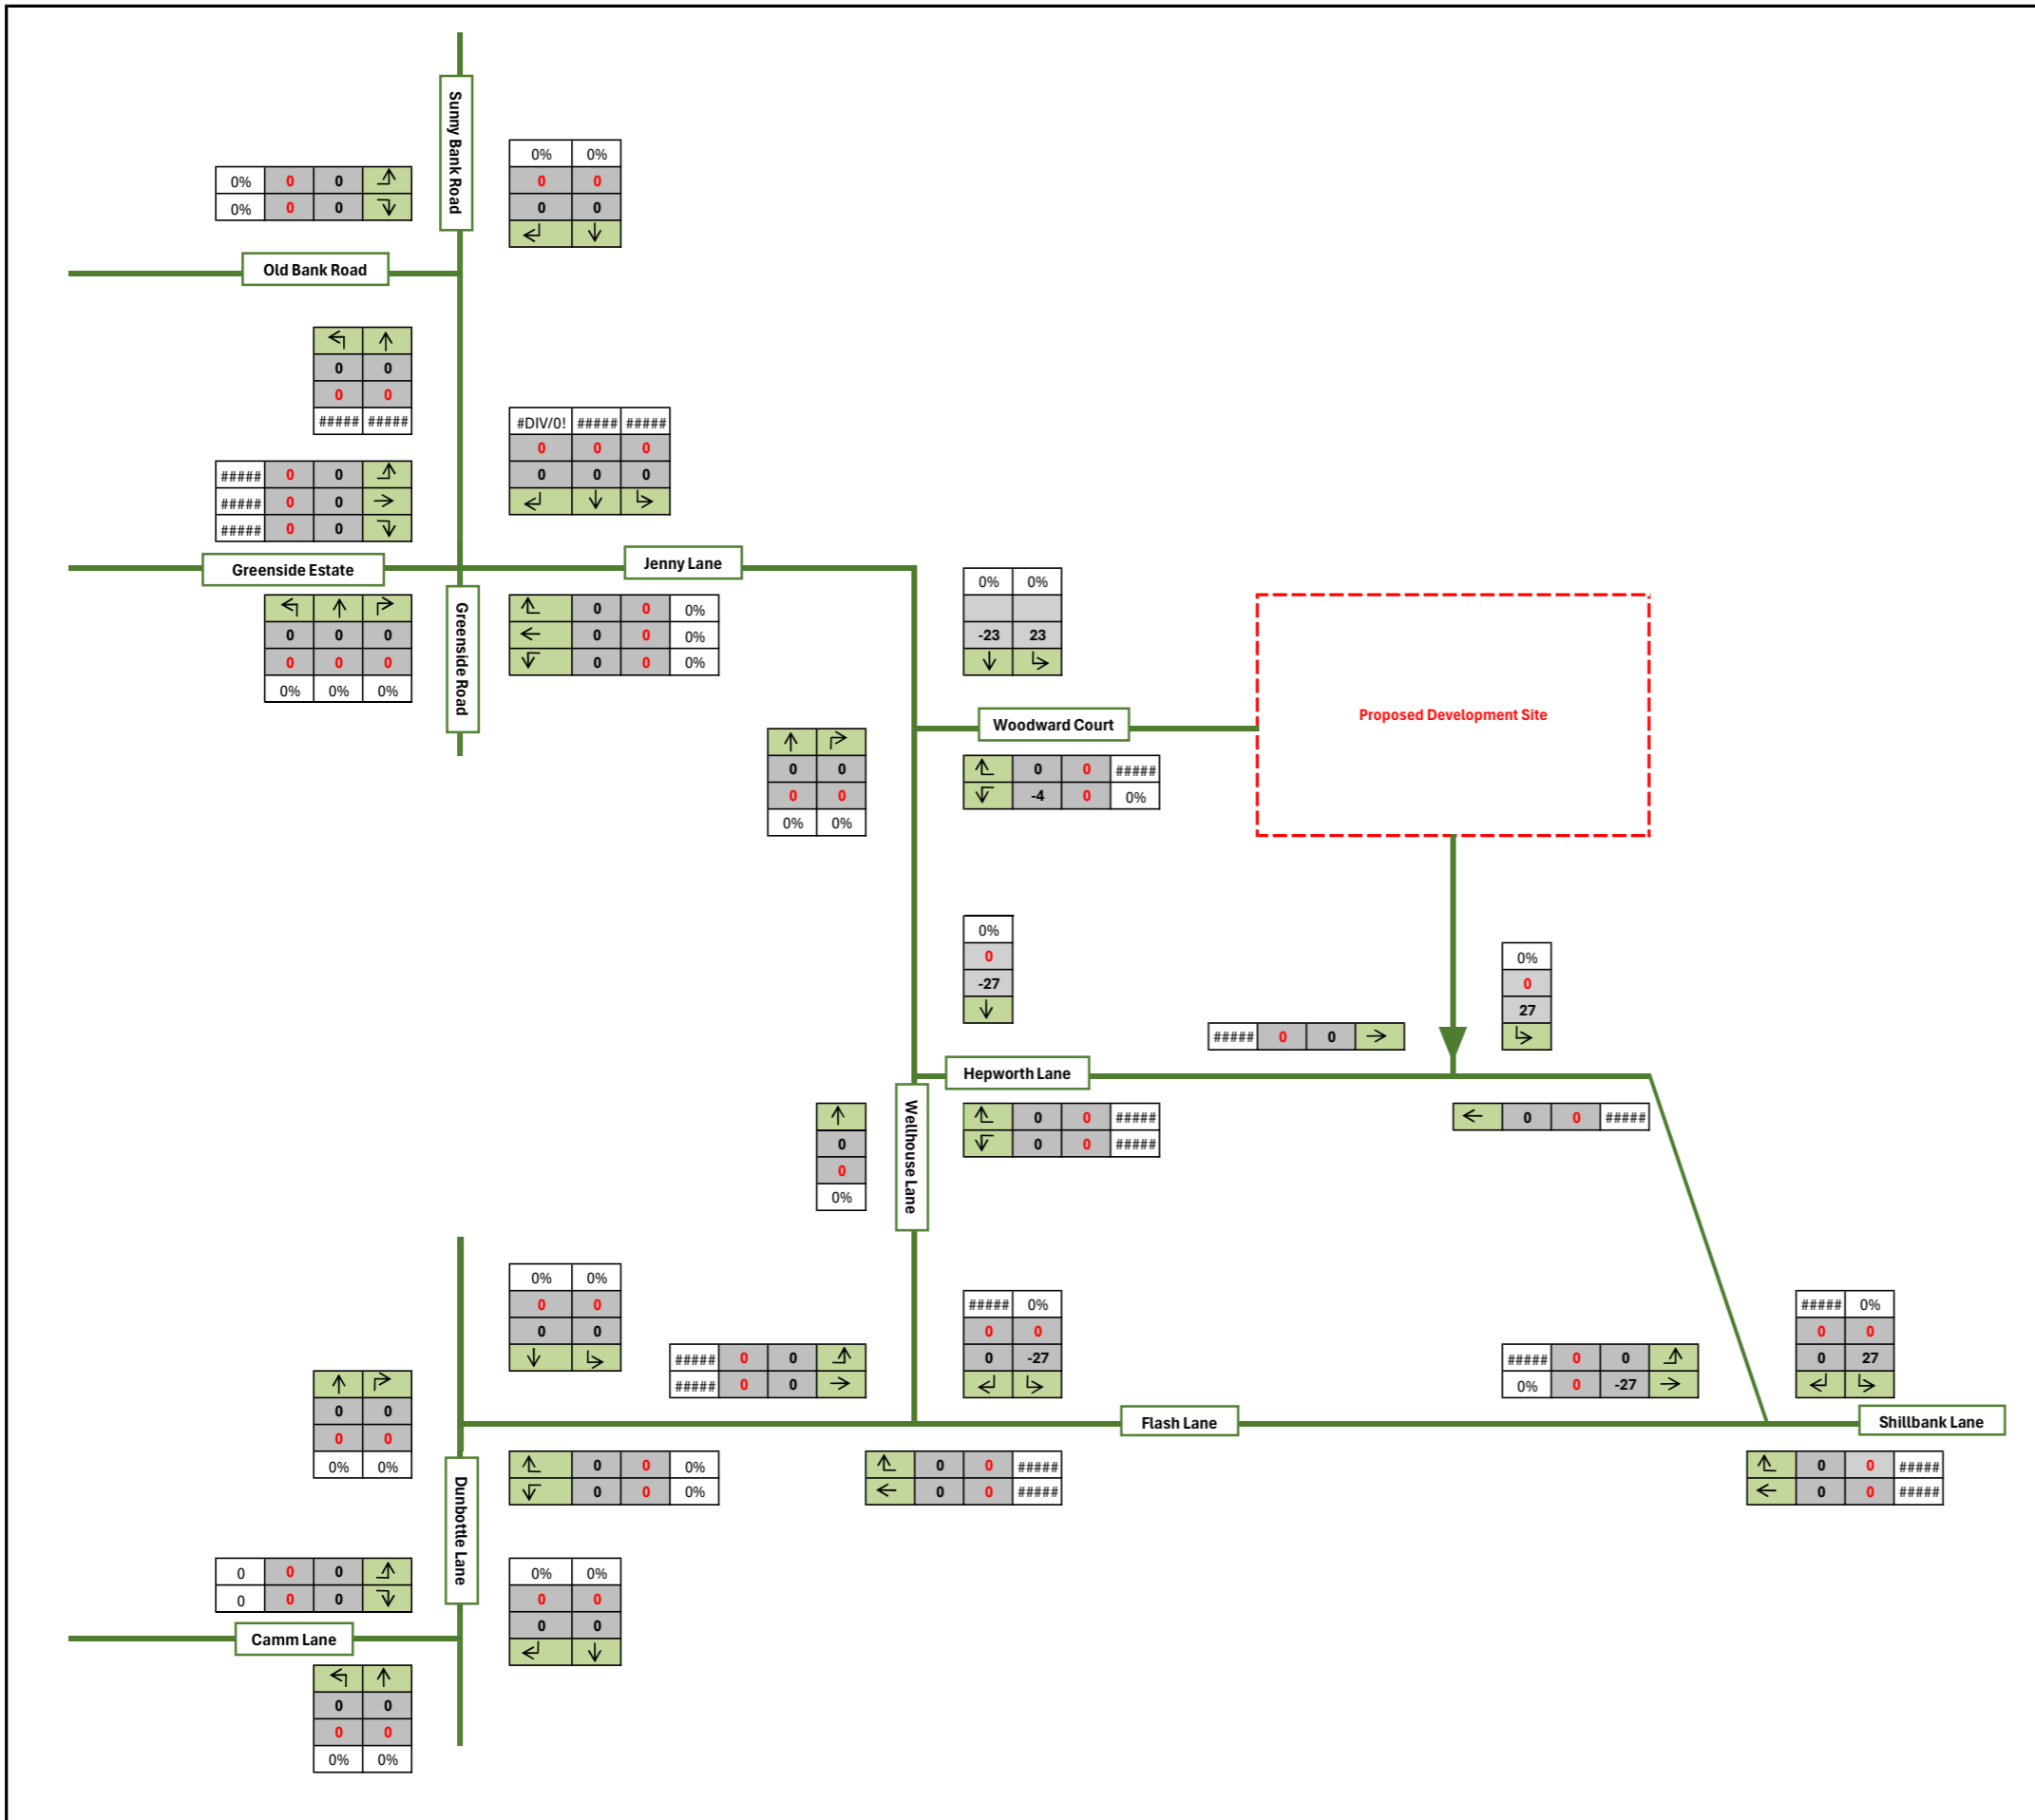 Sunny Bank Road
0% 0%
0 0
0 0
0% 0 0
0% 0 0
Old Bank Road
0 0
0 0
##### #####
#DIV/0! ##### #####
0 0 0
0 0 0
##### 0 0
##### 0 0
##### 0 0
Greenside Estate
Jenny Lane
Greenside Road
0 0 0
0 0 0
0% 0% 0%
0 0 0%
0 0 0%
0 0 0%
0% 0%
-23 23
Proposed Development Site
Woodward Court
0 0
0 0
0% 0%
0 0 #####
-4 0 0%
0%
0
-27
0%
0
27
##### 0 0
Hepworth Lane
Wellhouse Lane
0
0
0%
0 0 #####
0 0 #####
0 0 #####
0% 0%
0 0
0 0
##### 0 0
##### 0 0
##### 0%
0 0
0 -27
##### 0 0
0% 0 -27
##### 0%
0 0
0 27
0 0
0 0
0% 0%
Flash Lane
Shillbank Lane
Dunbottle Lane
0 0 0%
0 0 0%
0 0 #####
0 0 #####
0 0 #####
0 0 #####
0 0 0
0 0 0
0% 0%
0 0
0 0
Camm Lane
0 0
0 0
0% 0%